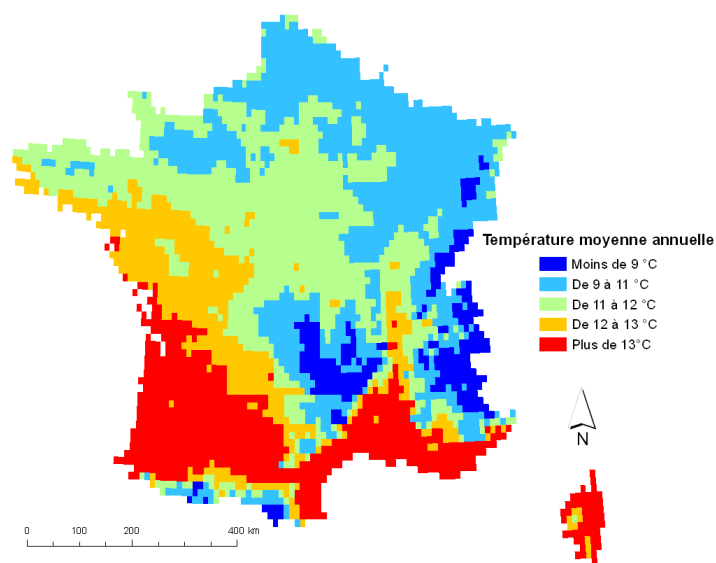 Température moyenne annuelle
Moins de 9 °C
De 9 à 11 °C
De 11 à 12 °C
De 12 à 13 °C
Plus de 13°C
N
0 100 200 400 km